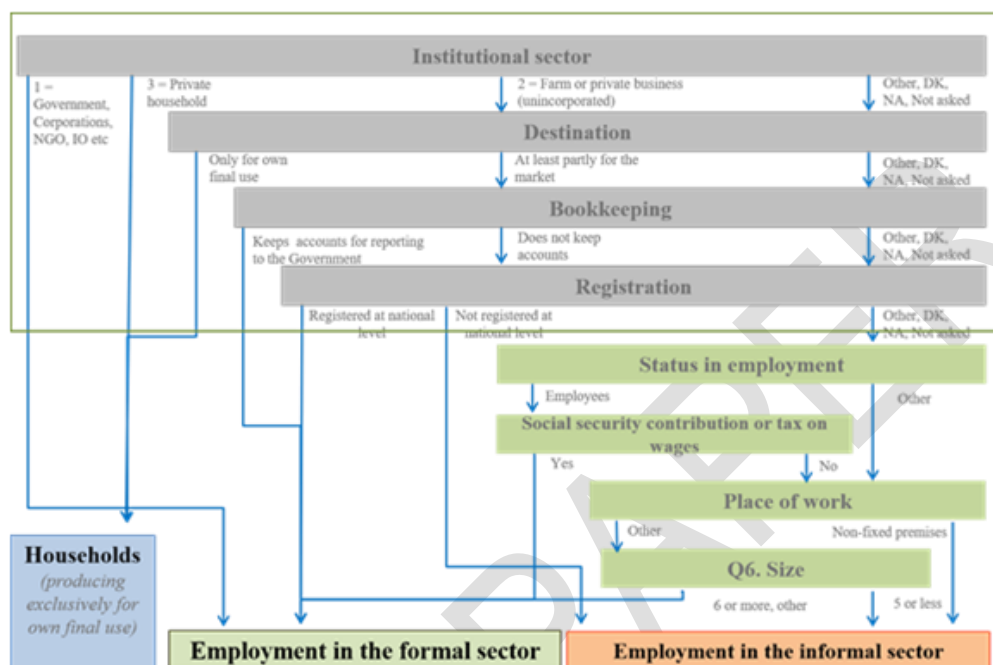 Institutional sector
1 =
Government,
Corporations,
NGO, IO etc
3 = Private
household
2 = Farm or private business
(unincorporated)
Other, DK,
NA, Not asked
Destination
Only for own
final use
At least partly for the
market
Other, DK,
NA, Not asked
Bookkeeping
Keeps accounts for reporting
to the Government
Does not keep
accounts
Other, DK,
NA, Not asked
Registration
Registered at national
level
Not registered at
national level
Other, DK,
NA, Not asked
Status in employment
Employees
Other
Social security contribution or tax on
wages
Yes
No
Place of work
Other
Non-fixed premises
Q6. Size
6 or more, other
5 or less
Households
(producing
exclusively for
own final use)
Employment in the formal sector
Employment in the informal sector
PAPER